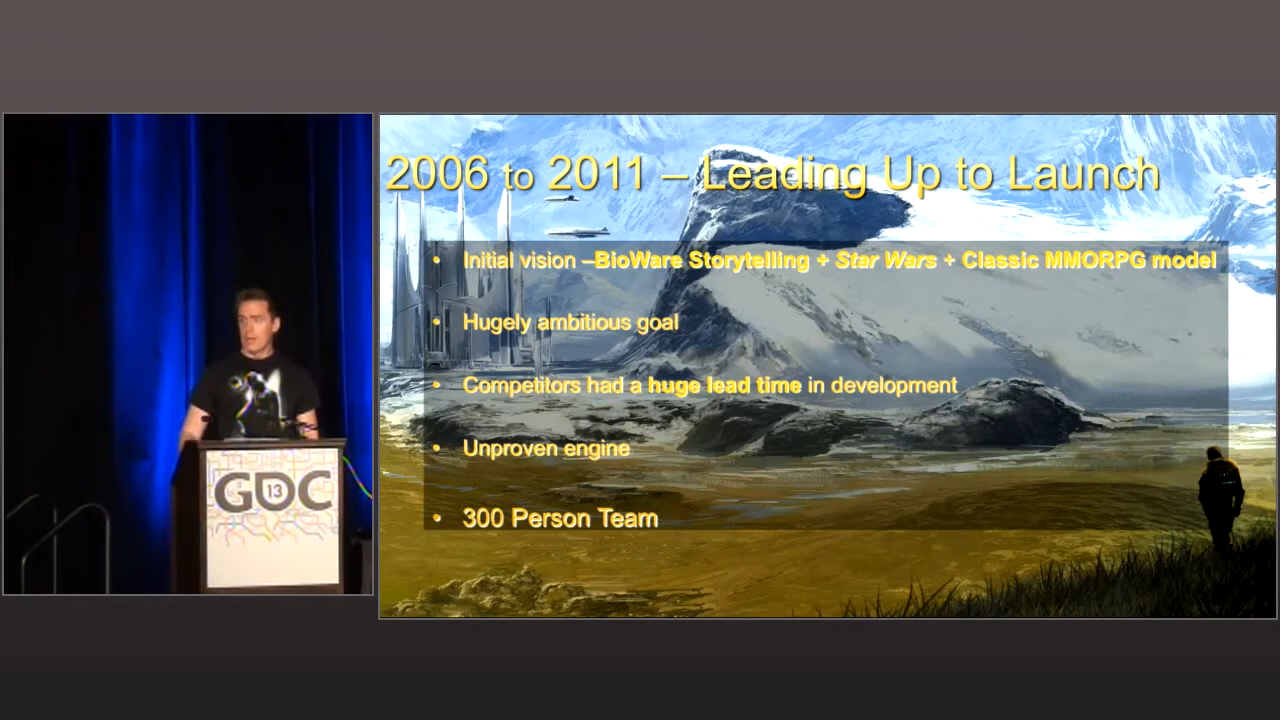 2006 to 2011 – Leading Up to Launch
• Initial vision –BioWare Storytelling + Star Wars + Classic MMORPG model
• Hugely ambitious goal
• Competitors had a huge lead time in development
• Unproven engine
• 300 Person Team
GDC
13